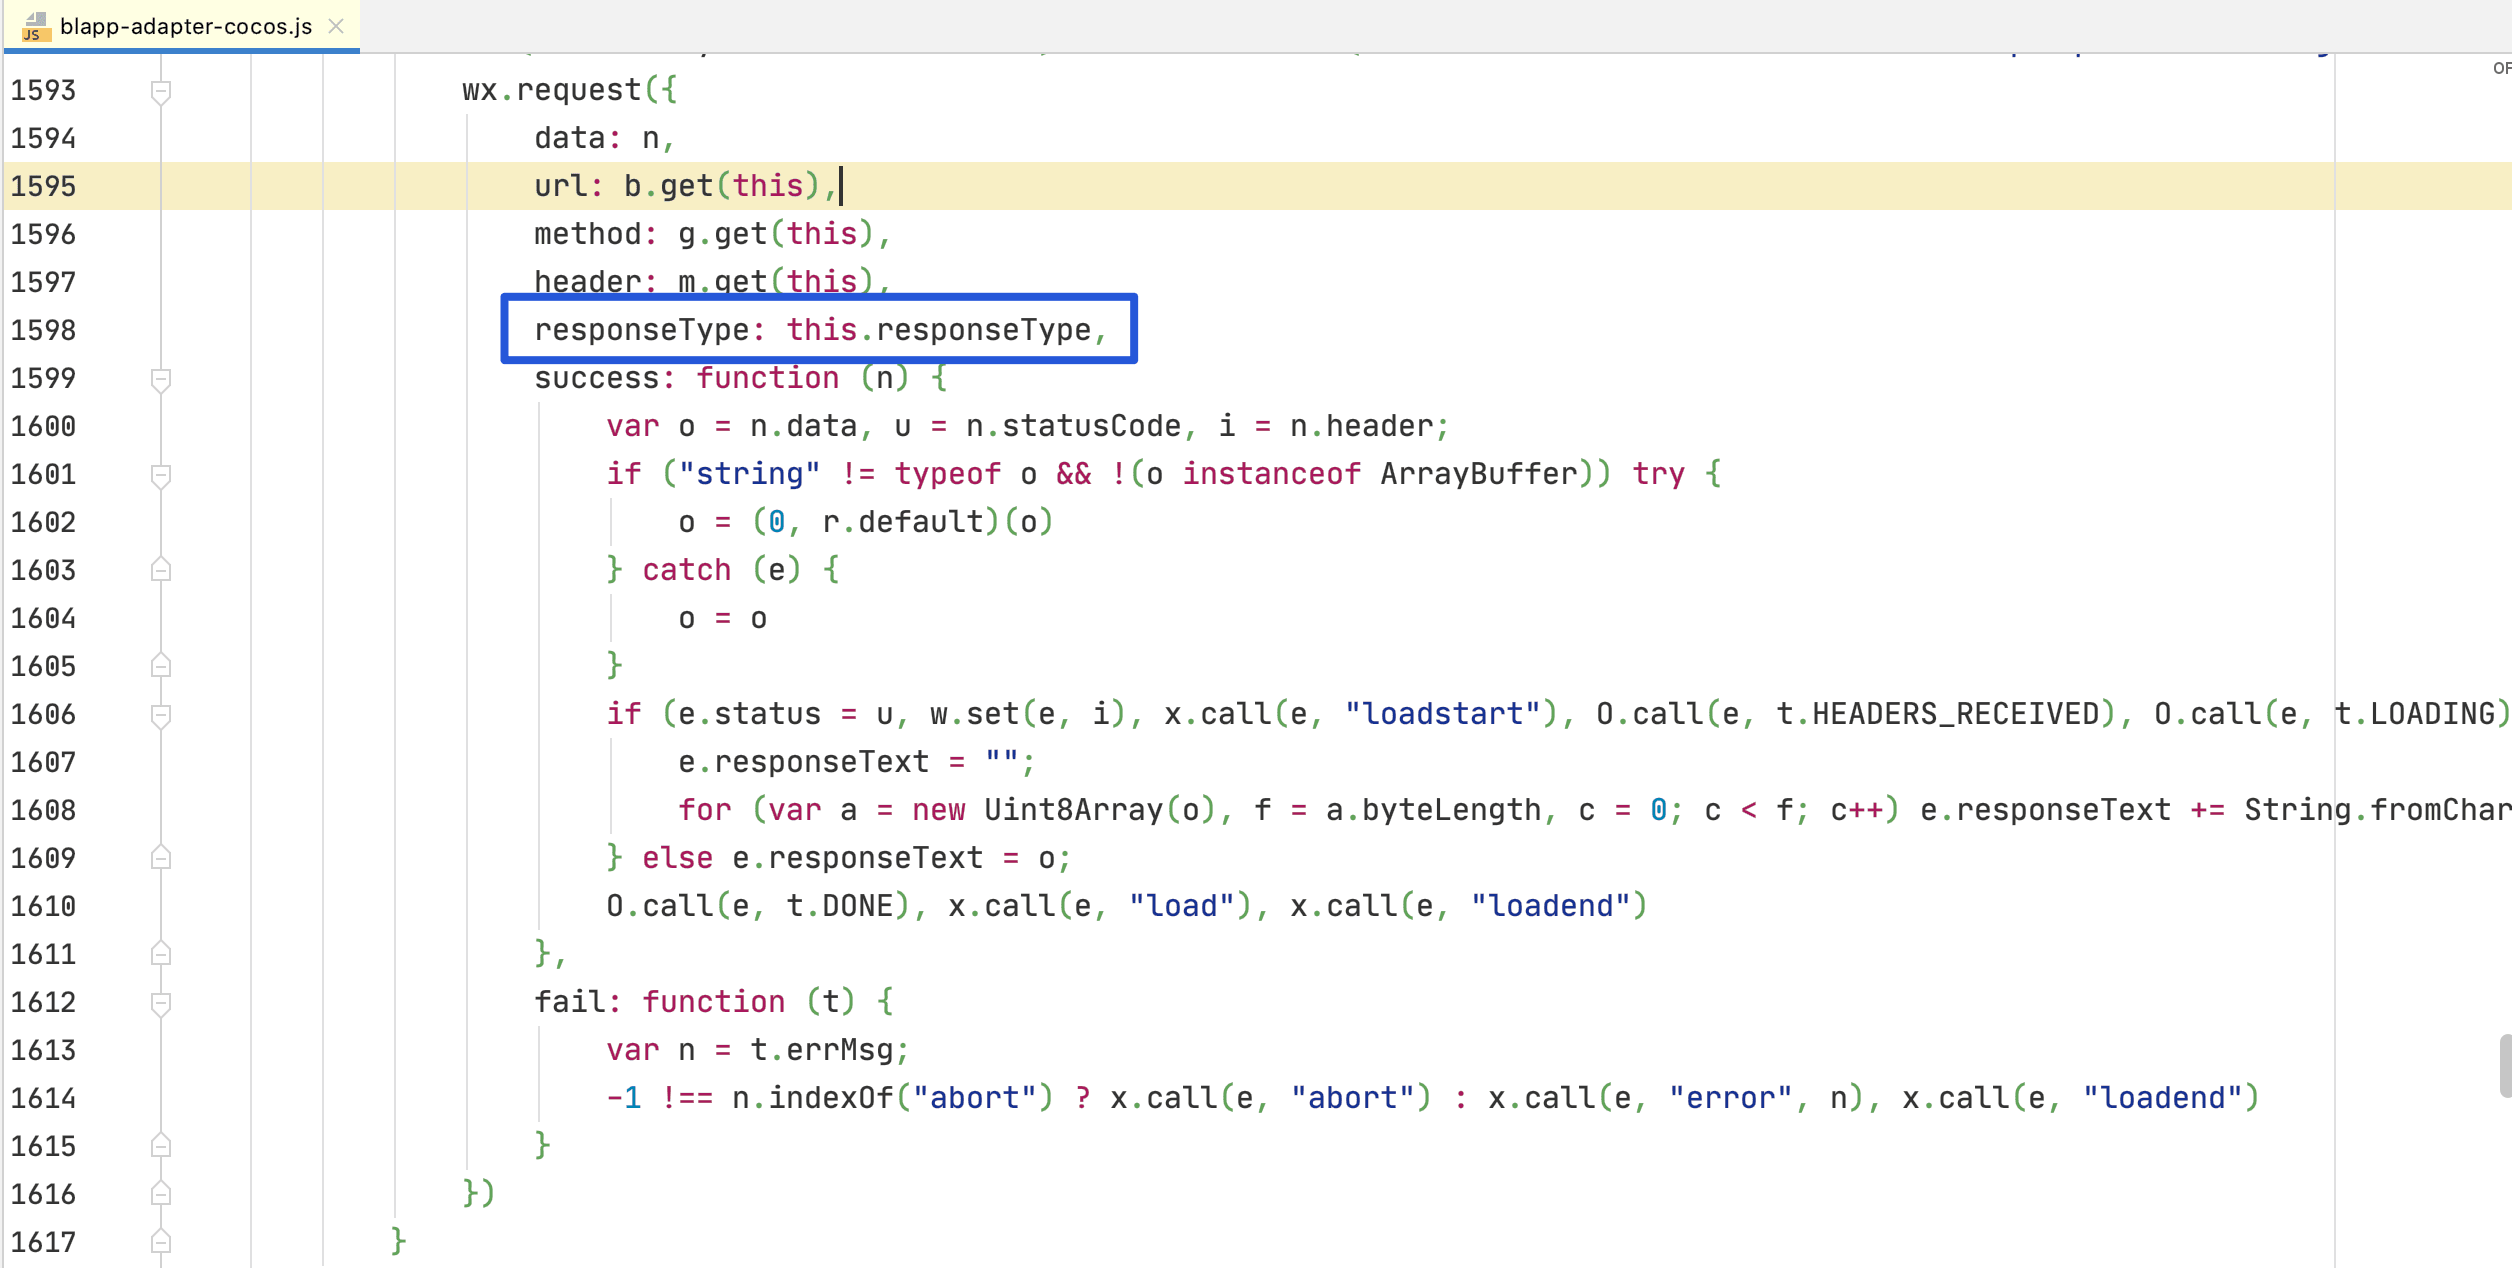 JS blapp-adapter-cocos.js
OF
1593 wx.request({
1594 data: n,
1595 url: b.get(this),
1596 method: g.get(this),
1597 header: m.get(this),
1598 responseType: this.responseType,
1599 success: function (n) {
1600 var o = n.data, u = n.statusCode, i = n.header;
1601 if ("string" != typeof o && !(o instanceof ArrayBuffer)) try {
1602 o = (0, r.default)(o)
1603 } catch (e) {
1604 o = o
1605 }
1606 if (e.status = u, w.set(e, i), x.call(e, "loadstart"), O.call(e, t.HEADERS_RECEIVED), O.call(e, t.LOADING)
1607 e.responseText = "";
1608 for (var a = new Uint8Array(o), f = a.byteLength, c = 0; c < f; c++) e.responseText += String.fromChar
1609 } else e.responseText = o;
1610 O.call(e, t.DONE), x.call(e, "load"), x.call(e, "loadend")
1611 },
1612 fail: function (t) {
1613 var n = t.errMsg;
1614 -1 !== n.indexOf("abort") ? x.call(e, "abort") : x.call(e, "error", n), x.call(e, "loadend")
1615 }
1616 })
1617 }